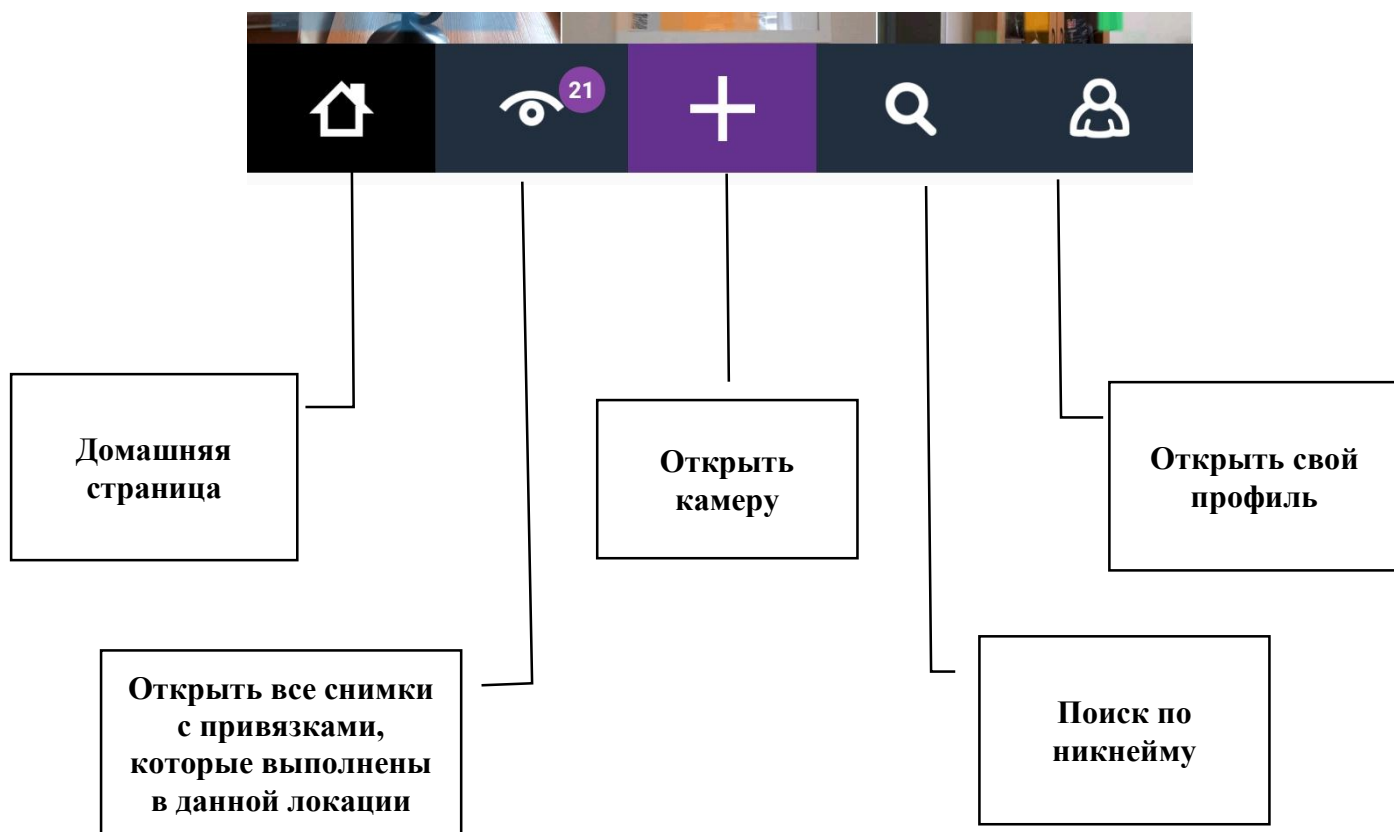 21
Домашняя
страница
Открыть
камеру
Открыть свой
профиль
Открыть все снимки
с привязками,
которые выполнены
в данной локации
Поиск по
никнейму